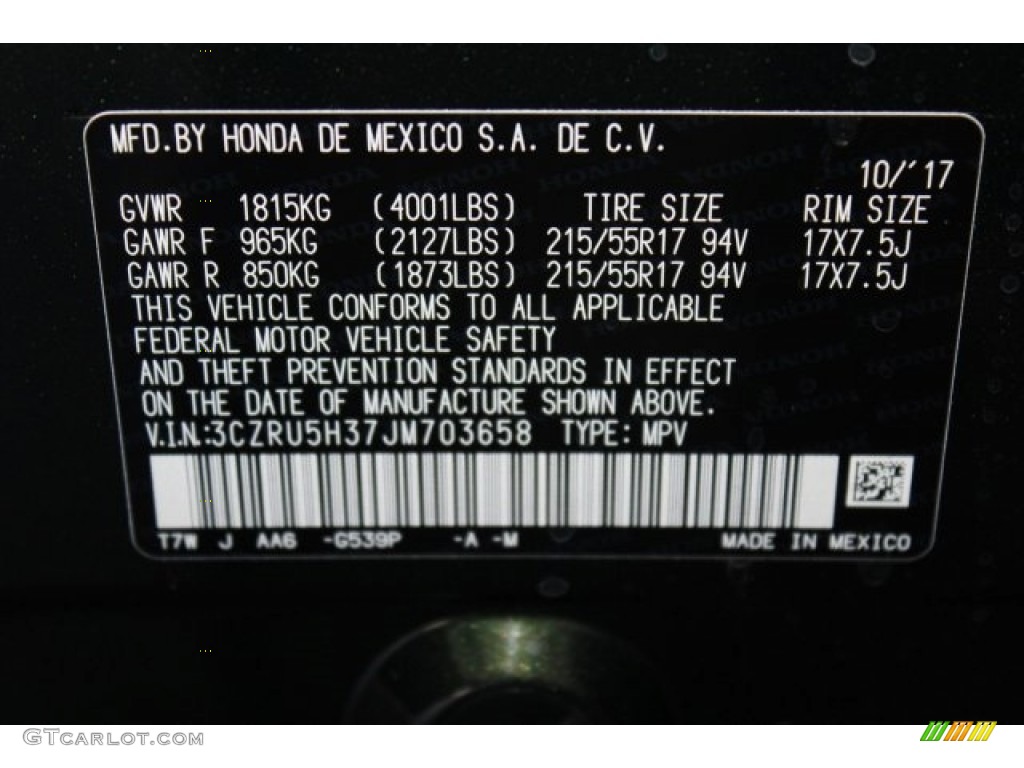 MFD.BY HONDA DE MEXICO S.A. DE C.V.
10/'17
GVWR 1815KG (4001LBS) TIRE SIZE RIM SIZE
GAWR F 965KG (2127LBS) 215/55R17 94V 17X7.5J
GAWR R 850KG (1873LBS) 215/55R17 94V 17X7.5J
THIS VEHICLE CONFORMS TO ALL APPLICABLE
FEDERAL MOTOR VEHICLE SAFETY
AND THEFT PREVENTION STANDARDS IN EFFECT
ON THE DATE OF MANUFACTURE SHOWN ABOVE.
V.I.N.:3CZRU5H37JM703658 TYPE: MPV
T7W J AA6 -G539P -A -M MADE IN MEXICO
GTCARLOT.COM